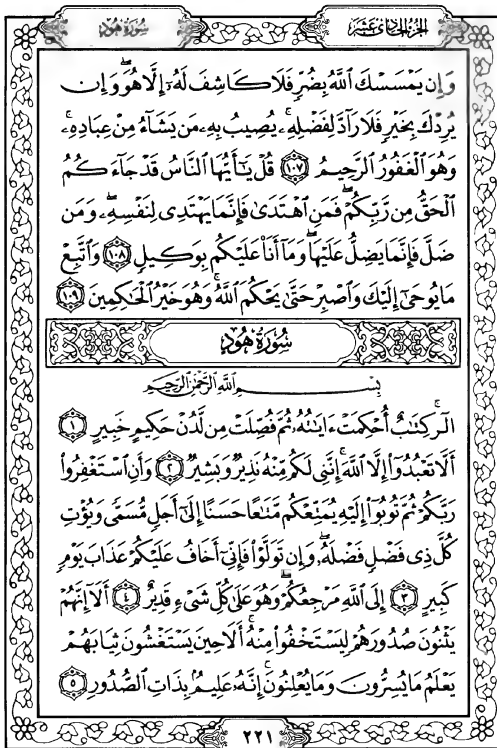 الجزء الحادى عشر
سورة هود
وَإِن يَمْسَسْكَ ٱللَّهُ بِضُرٍّ فَلَا كَاشِفَ لَهُۥٓ إِلَّا هُوَ ۖ وَإِن
يُرِدْكَ بِخَيْرٍ فَلَا رَآدَّ لِفَضْلِهِۦ ۚ يُصِيبُ بِهِۦ مَن يَشَآءُ مِنْ عِبَادِهِۦ ۚ
وَهُوَ ٱلْغَفُورُ ٱلرَّحِيمُ ١٠٧ قُلْ يَـٰٓأَيُّهَا ٱلنَّاسُ قَدْ جَآءَكُمُ
ٱلْحَقُّ مِن رَّبِّكُمْ ۖ فَمَنِ ٱهْتَدَىٰ فَإِنَّمَا يَهْتَدِى لِنَفْسِهِۦ ۖ وَمَن
ضَلَّ فَإِنَّمَا يَضِلُّ عَلَيْهَا ۖ وَمَآ أَنَا۠ عَلَيْكُم بِوَكِيلٍ ١٠٨ وَٱتَّبِعْ
مَا يُوحَىٰٓ إِلَيْكَ وَٱصْبِرْ حَتَّىٰ يَحْكُمَ ٱللَّهُ ۚ وَهُوَ خَيْرُ ٱلْحَـٰكِمِينَ ١٠٩
سُورَةُ هُودٍ
بِسْمِ ٱللَّهِ ٱلرَّحْمَـٰنِ ٱلرَّحِيمِ
الٓر ۚ كِتَـٰبٌ أُحْكِمَتْ ءَايَـٰتُهُۥ ثُمَّ فُصِّلَتْ مِن لَّدُنْ حَكِيمٍ خَبِيرٍ ١
أَلَّا تَعْبُدُوٓا۟ إِلَّا ٱللَّهَ ۚ إِنَّنِى لَكُم مِّنْهُ نَذِيرٌ وَبَشِيرٌ ٢ وَأَنِ ٱسْتَغْفِرُوا۟
رَبَّكُمْ ثُمَّ تُوبُوٓا۟ إِلَيْهِ يُمَتِّعْكُم مَّتَـٰعًا حَسَنًا إِلَىٰٓ أَجَلٍ مُّسَمًّى وَيُؤْتِ
كُلَّ ذِى فَضْلٍ فَضْلَهُۥ ۖ وَإِن تَوَلَّوْا۟ فَإِنِّىٓ أَخَافُ عَلَيْكُمْ عَذَابَ يَوْمٍ
كَبِيرٍ ٣ إِلَى ٱللَّهِ مَرْجِعُكُمْ ۖ وَهُوَ عَلَىٰ كُلِّ شَىْءٍ قَدِيرٌ ٤ أَلَآ إِنَّهُمْ
يَثْنُونَ صُدُورَهُمْ لِيَسْتَخْفُوا۟ مِنْهُ ۚ أَلَا حِينَ يَسْتَغْشُونَ ثِيَابَهُمْ
يَعْلَمُ مَا يُسِرُّونَ وَمَا يُعْلِنُونَ ۚ إِنَّهُۥ عَلِيمٌۢ بِذَاتِ ٱلصُّدُورِ ٥
٢٢١